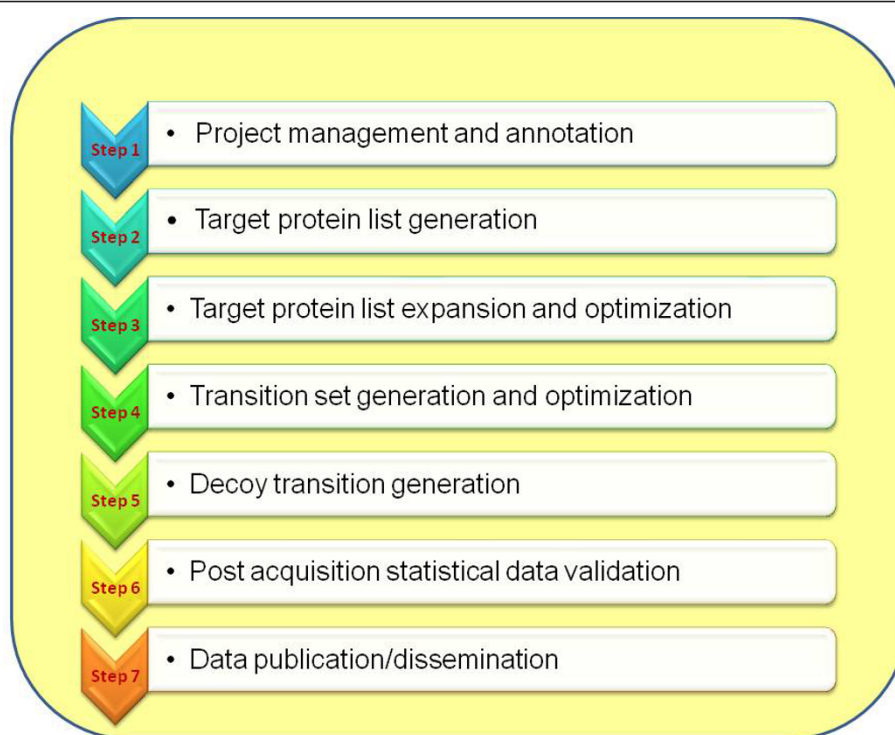 Step 1 • Project management and annotation
Step 2 • Target protein list generation
Step 3 • Target protein list expansion and optimization
Step 4 • Transition set generation and optimization
Step 5 • Decoy transition generation
Step 6 • Post acquisition statistical data validation
Step 7 • Data publication/dissemination